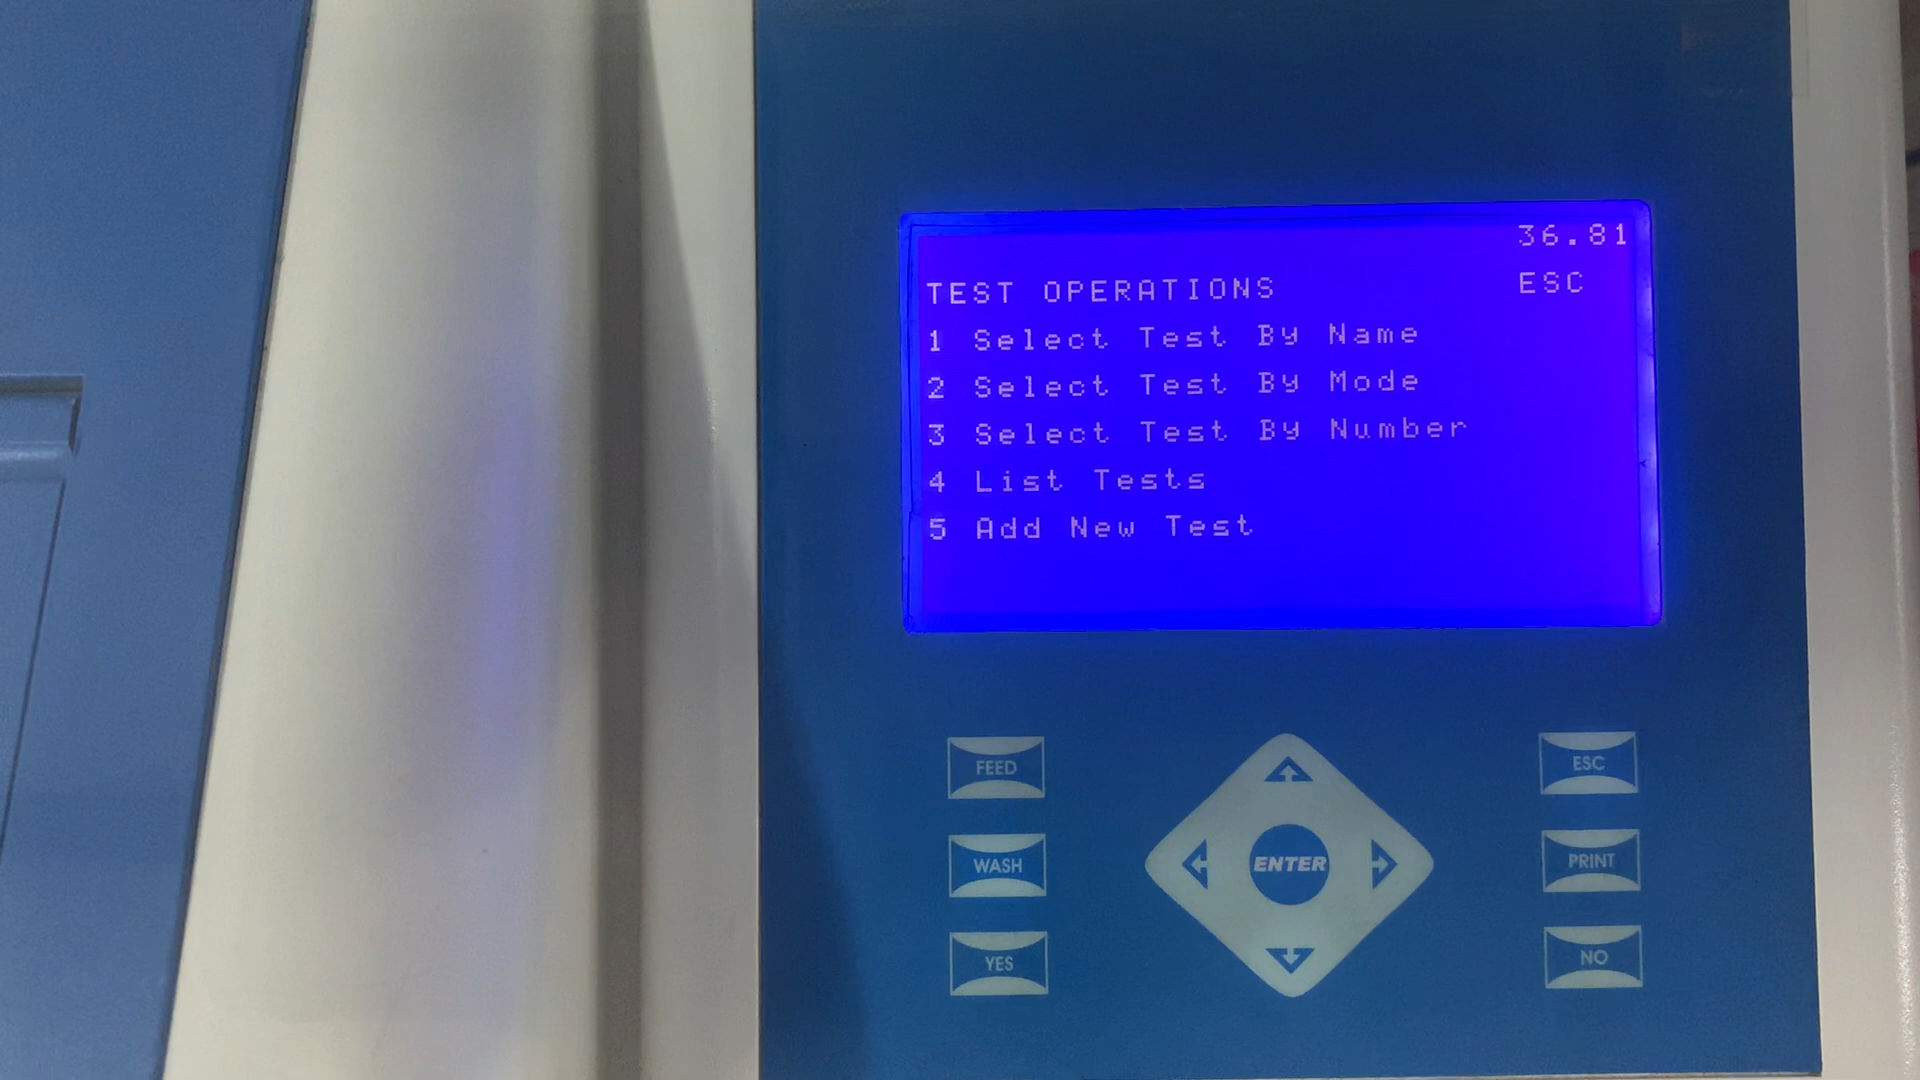 36.81
TEST OPERATIONS ESC
1 Select Test By Name
2 Select Test By Mode
3 Select Test By Number
4 List Tests
5 Add New Test
FEED ESC
WASH ENTER PRINT
YES NO